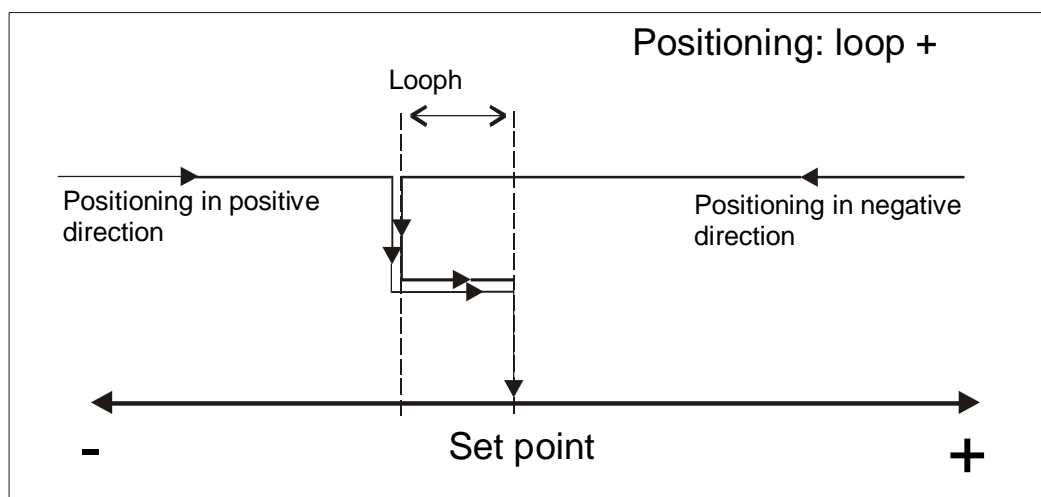 Positioning: loop +
Looph
Positioning in positive
direction
Positioning in negative
direction
- Set point +